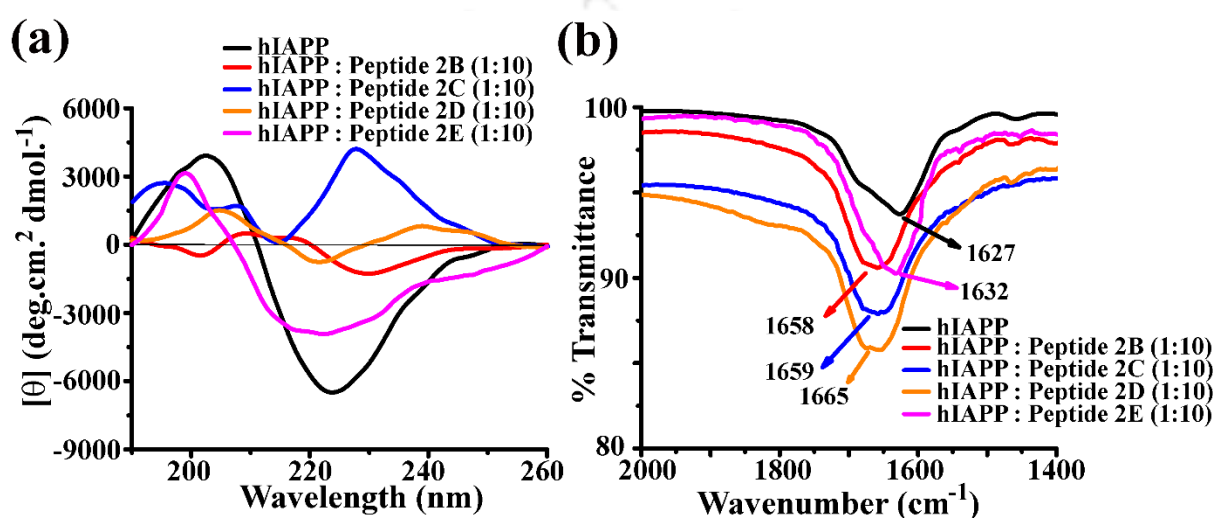 (a)
hIAPP
hIAPP : Peptide 2B (1:10)
hIAPP : Peptide 2C (1:10)
hIAPP : Peptide 2D (1:10)
hIAPP : Peptide 2E (1:10)
6000
3000
0
-3000
-6000
-9000
[θ] (deg.cm.² dmol.⁻¹)
200
220
240
260
Wavelength (nm)
(b)
100
90
80
% Transmittance
1627
1632
1658
1659
1665
hIAPP
hIAPP : Peptide 2B (1:10)
hIAPP : Peptide 2C (1:10)
hIAPP : Peptide 2D (1:10)
hIAPP : Peptide 2E (1:10)
2000
1800
1600
1400
Wavenumber (cm⁻¹)